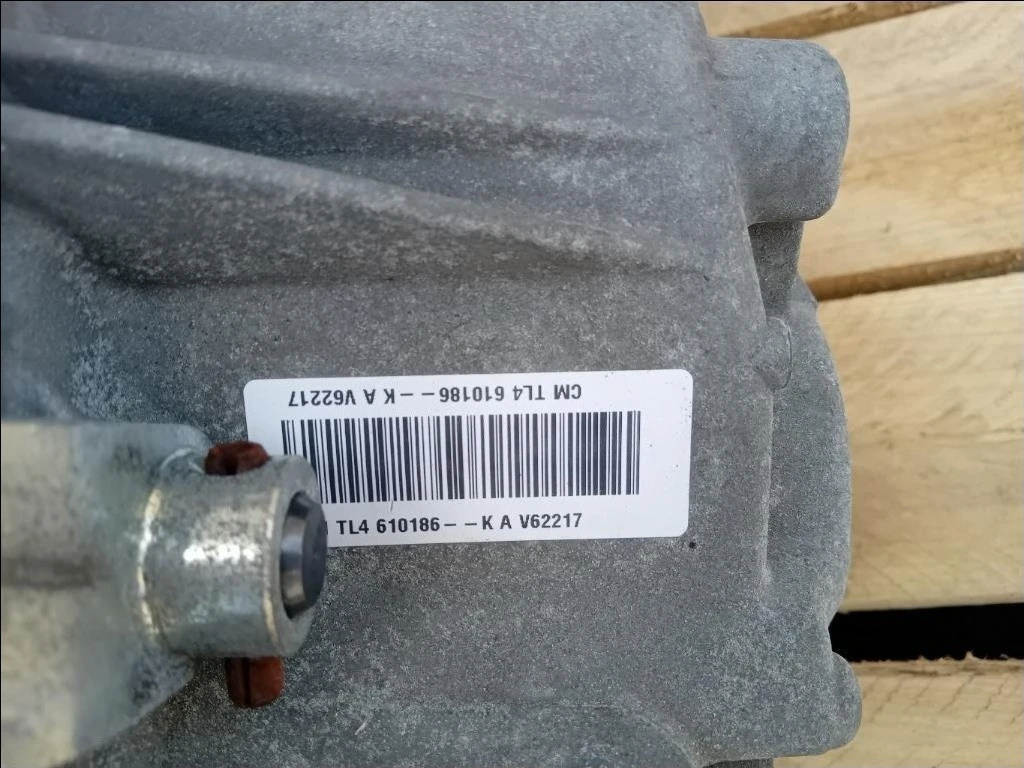 CM TL4 610186--K A V62217
TL4 610186--K A V62217